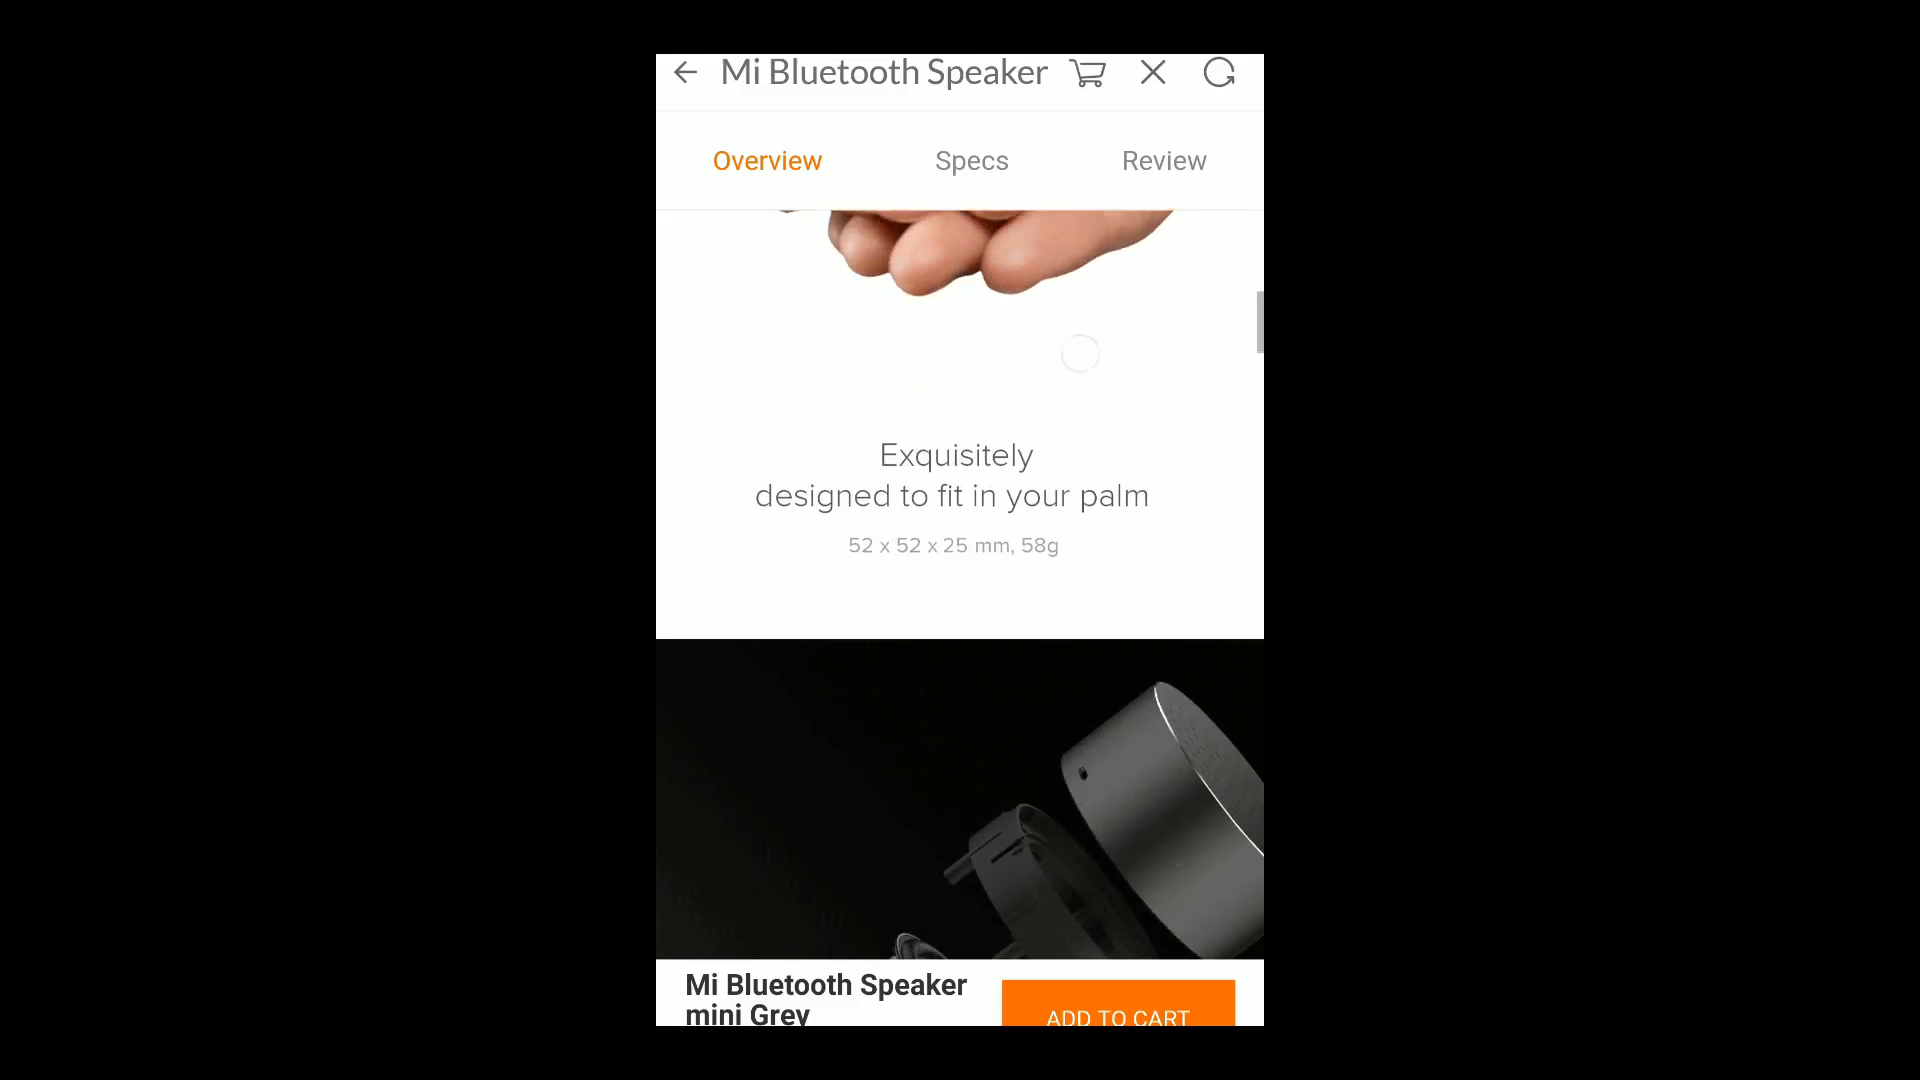 Mi Bluetooth Speaker
Overview
Specs
Review
Exquisitely
designed to fit in your palm
52 x 52 x 25 mm, 58g
Mi Bluetooth Speaker
mini Grey
ADD TO CART